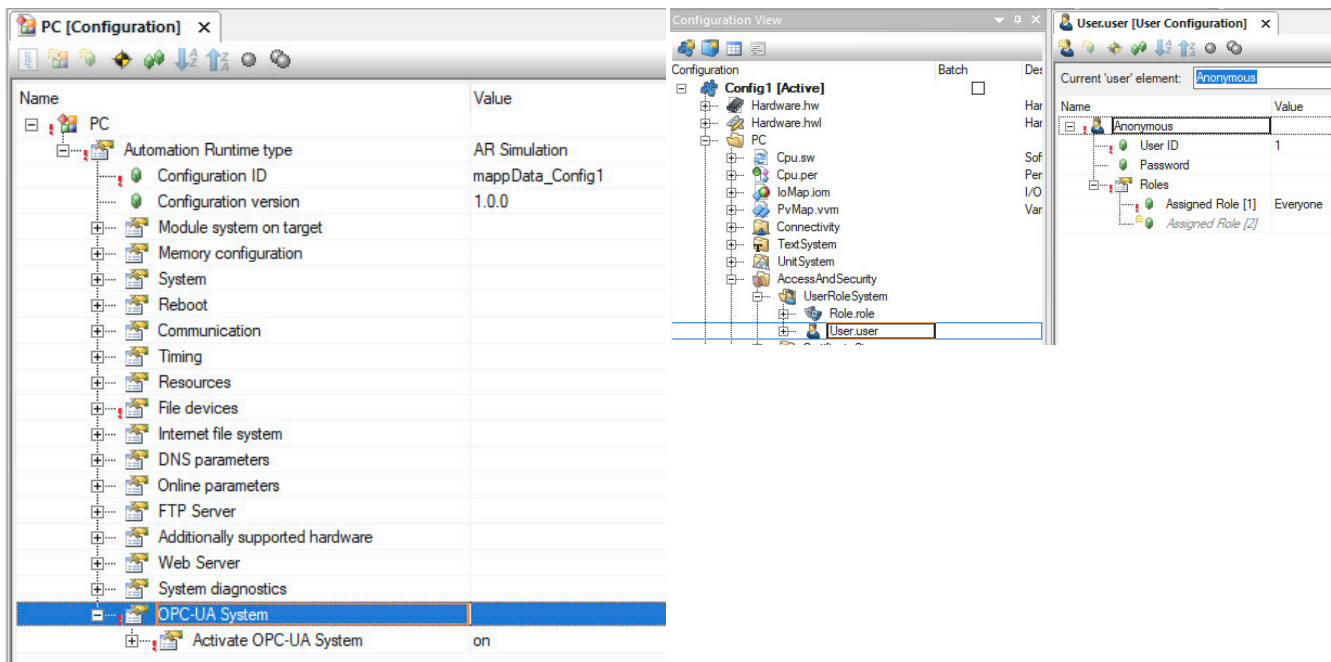 PC [Configuration] X
Name Value
PC
Automation Runtime type AR Simulation
Configuration ID mappData_Config1
Configuration version 1.0.0
Module system on target
Memory configuration
System
Reboot
Communication
Timing
Resources
File devices
Internet file system
DNS parameters
Online parameters
FTP Server
Additionally supported hardware
Web Server
System diagnostics
OPC-UA System
Activate OPC-UA System on
Configuration View
Configuration Batch Des
Config1 [Active]
Hardware.hw Har
Hardware.hwl Har
PC
Cpu.sw Sof
Cpu.per Per
IoMap.iom I/O
PvMap.vvm Var
Connectivity
TextSystem
UnitSystem
AccessAndSecurity
UserRoleSystem
Role.role
User.user
User.user [User Configuration] X
Current 'user' element: Anonymous
Name Value
Anonymous
User ID 1
Password
Roles
Assigned Role [1] Everyone
Assigned Role [2]